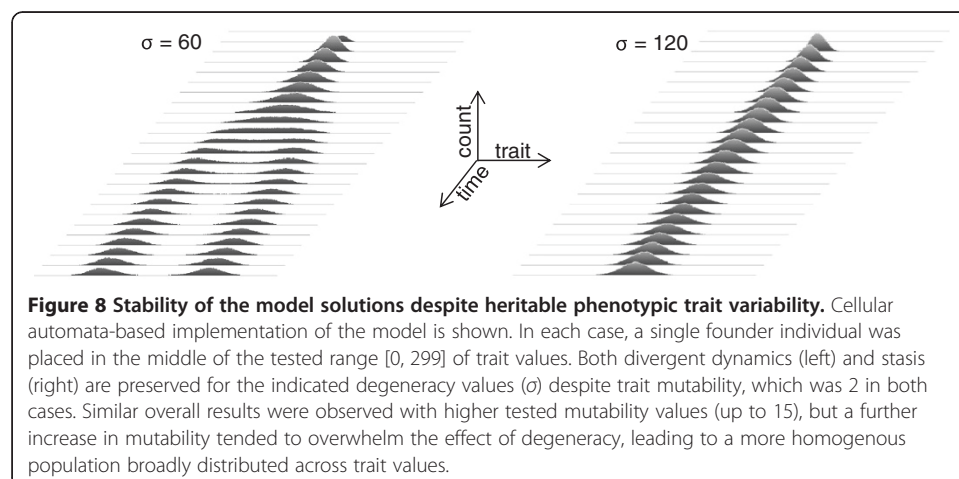 σ = 60
σ = 120
count
trait
time
Figure 8 Stability of the model solutions despite heritable phenotypic trait variability. Cellular
automata-based implementation of the model is shown. In each case, a single founder individual was
placed in the middle of the tested range [0, 299] of trait values. Both divergent dynamics (left) and stasis
(right) are preserved for the indicated degeneracy values (σ) despite trait mutability, which was 2 in both
cases. Similar overall results were observed with higher tested mutability values (up to 15), but a further
increase in mutability tended to overwhelm the effect of degeneracy, leading to a more homogenous
population broadly distributed across trait values.